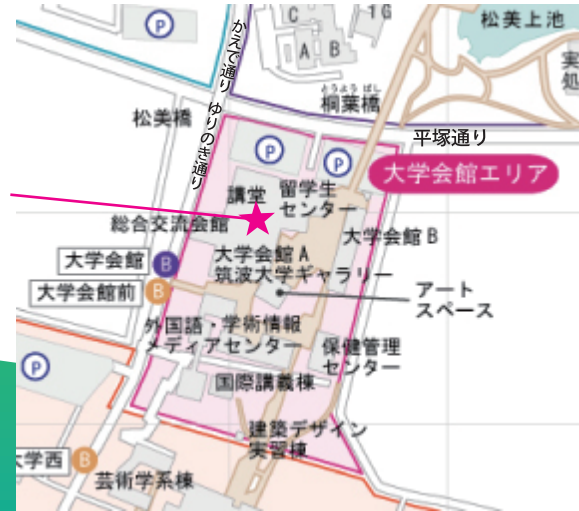 P
C
1G
A
B
松美上池
実
処
かえで通り
ゆりのき通り
とうようばし
桐葉橋
松美橋
平塚通り
P
P
大学会館エリア
講堂
留学生
センター
総合交流会館
大学会館 B
大学会館
B
大学会館 A
筑波大学ギャラリー
大学会館前
B
アート
スペース
外国語・学術情報
メディアセンター
保健管理
センター
P
国際講義棟
建築デザイン
実習棟
大学西
B
芸術学系棟